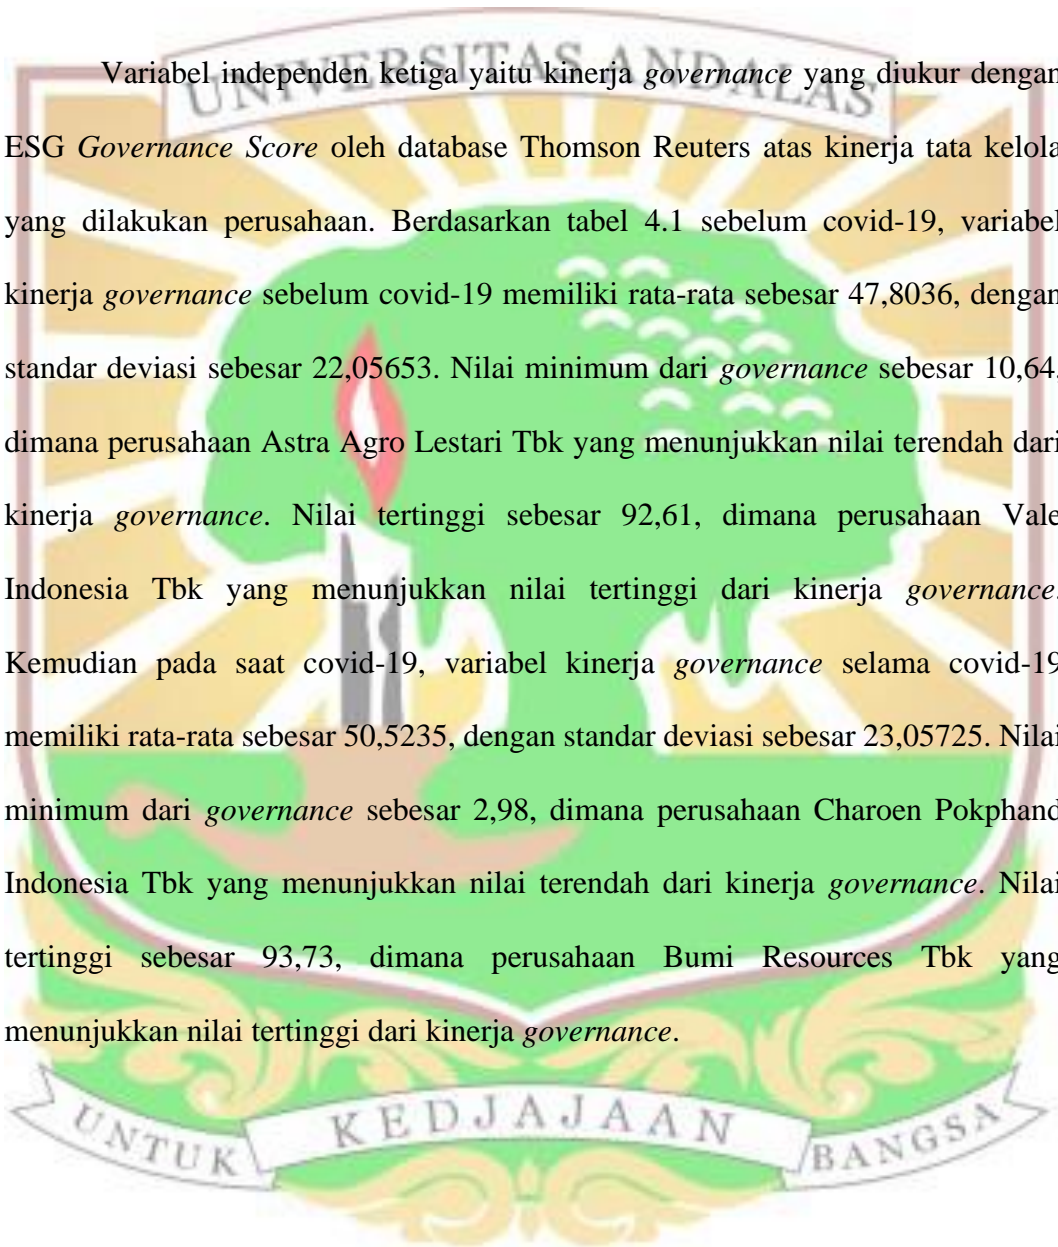 UNIVERSITAS ANDALAS
Variabel independen ketiga yaitu kinerja governance yang diukur dengan
ESG Governance Score oleh database Thomson Reuters atas kinerja tata kelola
yang dilakukan perusahaan. Berdasarkan tabel 4.1 sebelum covid-19, variabel
kinerja governance sebelum covid-19 memiliki rata-rata sebesar 47,8036, dengan
standar deviasi sebesar 22,05653. Nilai minimum dari governance sebesar 10,64,
dimana perusahaan Astra Agro Lestari Tbk yang menunjukkan nilai terendah dari
kinerja governance. Nilai tertinggi sebesar 92,61, dimana perusahaan Vale
Indonesia Tbk yang menunjukkan nilai tertinggi dari kinerja governance.
Kemudian pada saat covid-19, variabel kinerja governance selama covid-19
memiliki rata-rata sebesar 50,5235, dengan standar deviasi sebesar 23,05725. Nilai
minimum dari governance sebesar 2,98, dimana perusahaan Charoen Pokphand
Indonesia Tbk yang menunjukkan nilai terendah dari kinerja governance. Nilai
tertinggi sebesar 93,73, dimana perusahaan Bumi Resources Tbk yang
menunjukkan nilai tertinggi dari kinerja governance.
UNTUK KEDJAJAAN BANGSA